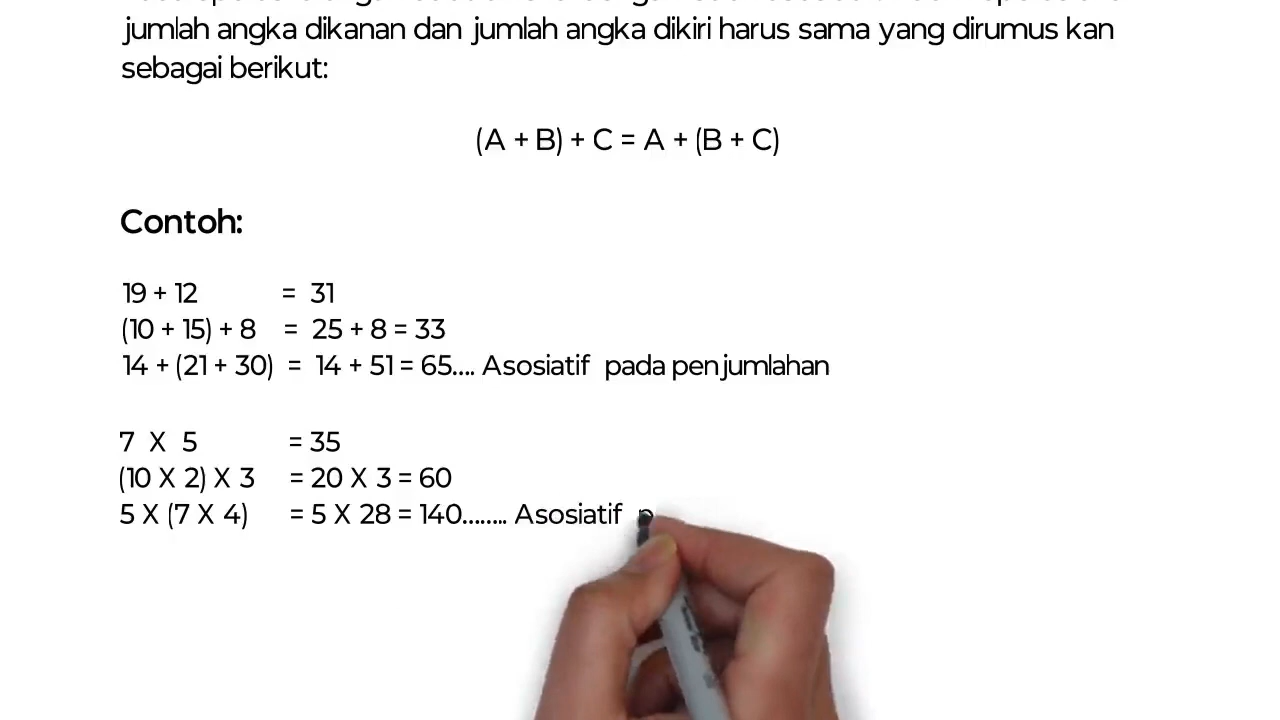 jumlah angka dikanan dan jumlah angka dikiri harus sama yang dirumus kan
sebagai berikut:
(A + B) + C = A + (B + C)
Contoh:
19 + 12 = 31
(10 + 15) + 8 = 25 + 8 = 33
14 + (21 + 30) = 14 + 51 = 65.... Asosiatif pada penjumlahan
7 X 5 = 35
(10 X 2) X 3 = 20 X 3 = 60
5 X (7 X 4) = 5 X 28 = 140........ Asosiatif p